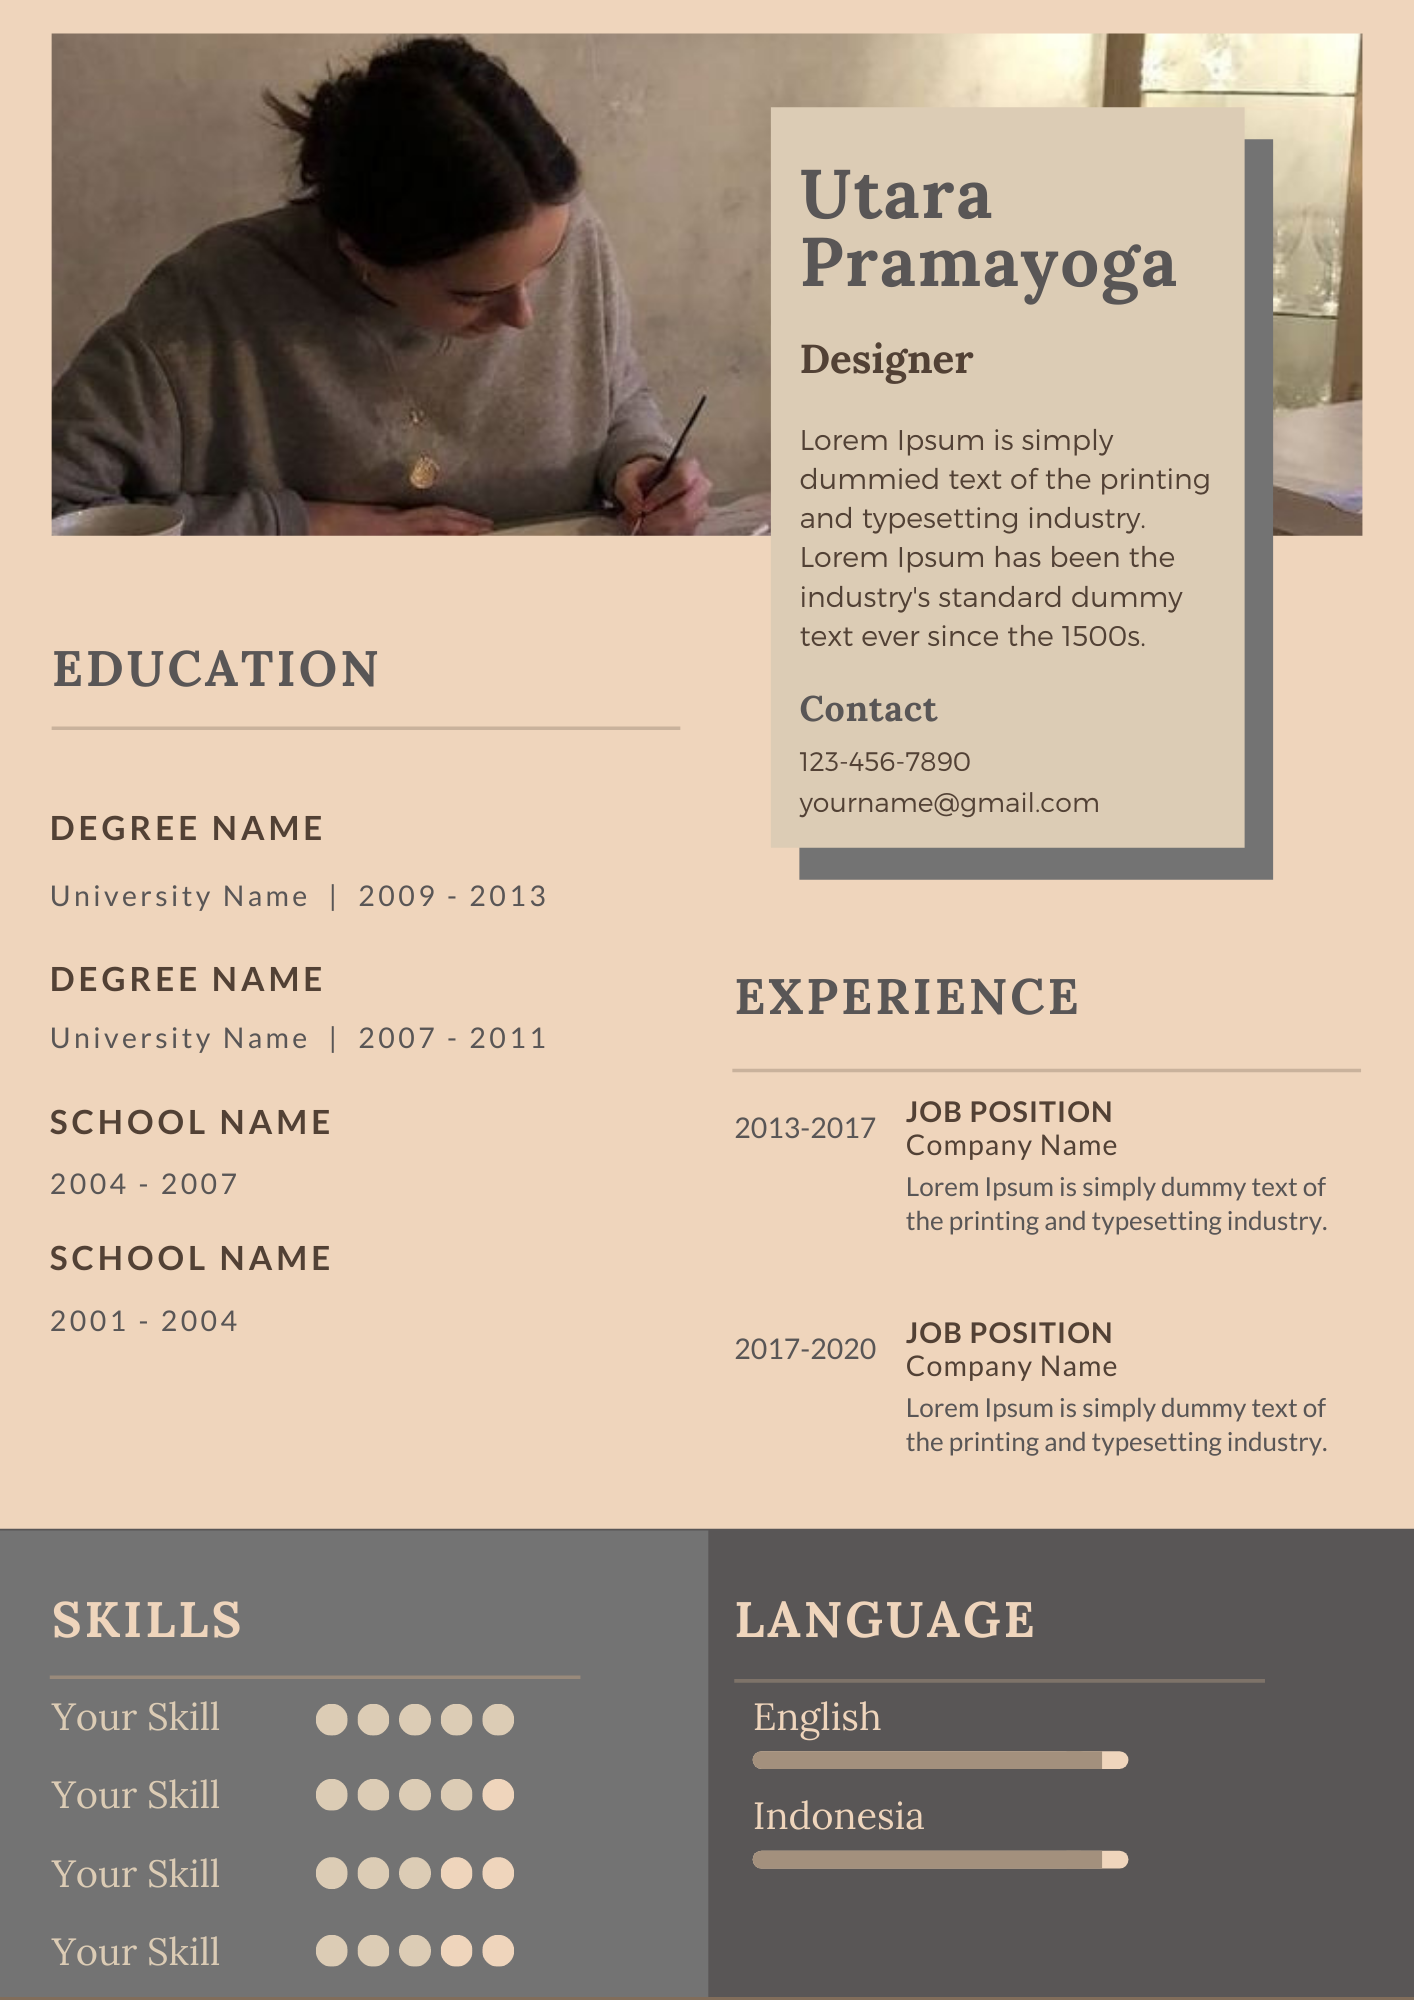 Utara
Pramayoga
Designer
Lorem Ipsum is simply
dummied text of the printing
and typesetting industry.
Lorem Ipsum has been the
industry's standard dummy
text ever since the 1500s.
Contact
123-456-7890
yourname@gmail.com
EDUCATION
DEGREE NAME
University Name | 2009 - 2013
DEGREE NAME
University Name | 2007 - 2011
SCHOOL NAME
2004 - 2007
SCHOOL NAME
2001 - 2004
EXPERIENCE
2013-2017
JOB POSITION
Company Name
Lorem Ipsum is simply dummy text of
the printing and typesetting industry.
2017-2020
JOB POSITION
Company Name
Lorem Ipsum is simply dummy text of
the printing and typesetting industry.
SKILLS
Your Skill
Your Skill
Your Skill
Your Skill
LANGUAGE
English
Indonesia